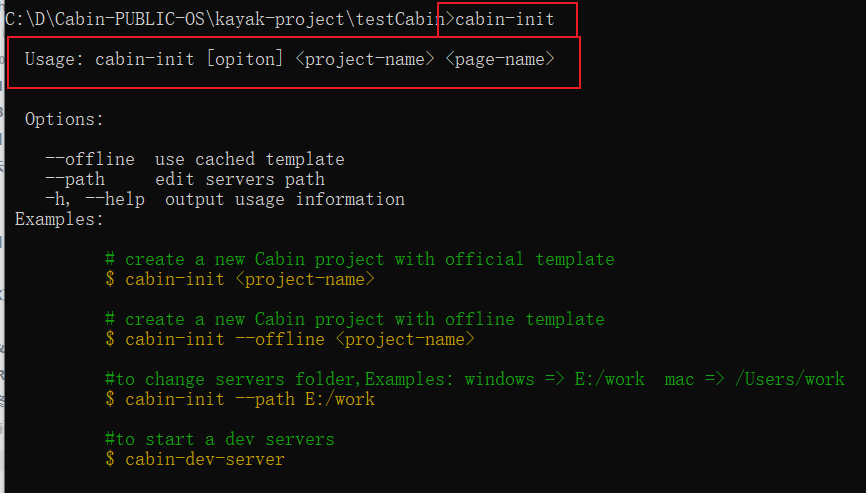 C:\D\Cabin-PUBLIC-OS\kayak-project\testCabin>cabin-init
Usage: cabin-init [opiton] <project-name> <page-name>
Options:
--offline  use cached template
--path     edit servers path
-h, --help  output usage information
Examples:
# create a new Cabin project with official template
$ cabin-init <project-name>
# create a new Cabin project with offline template
$ cabin-init --offline <project-name>
#to change servers folder,Examples: windows => E:/work  mac => /Users/work
$ cabin-init --path E:/work
#to start a dev servers
$ cabin-dev-server